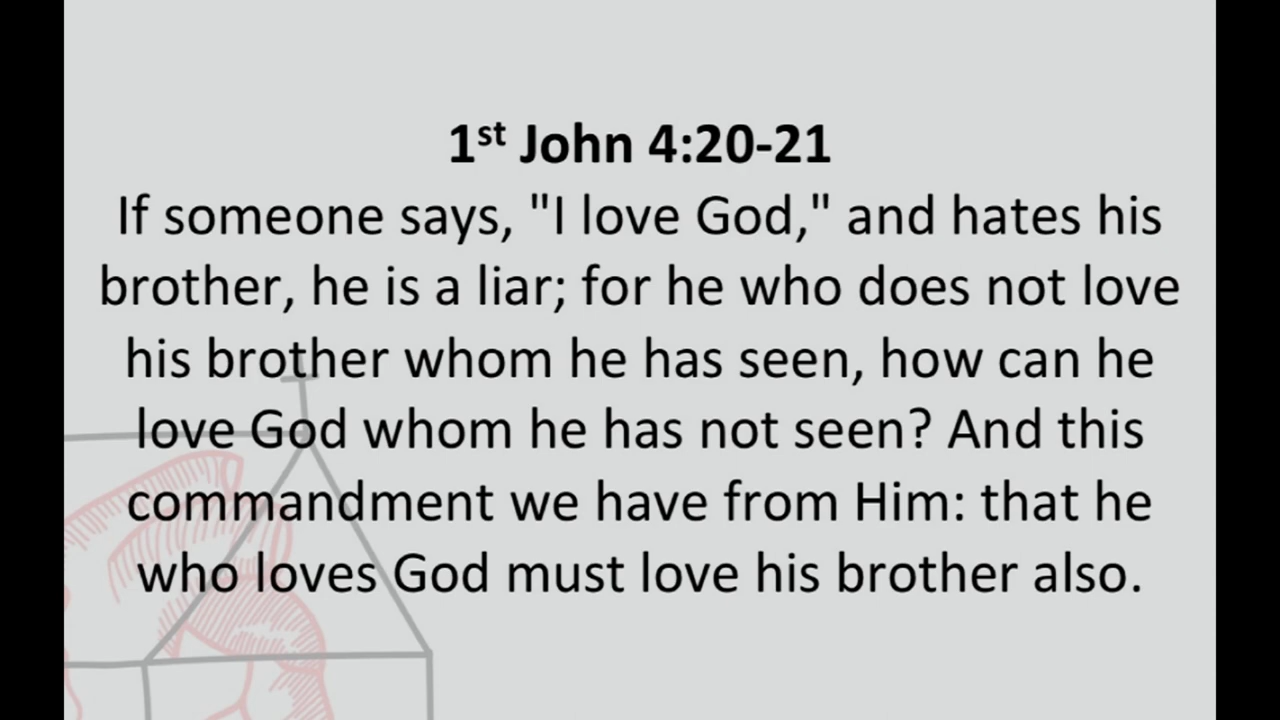 1st John 4:20-21
If someone says, "I love God," and hates his
brother, he is a liar; for he who does not love
his brother whom he has seen, how can he
love God whom he has not seen? And this
commandment we have from Him: that he
who loves God must love his brother also.